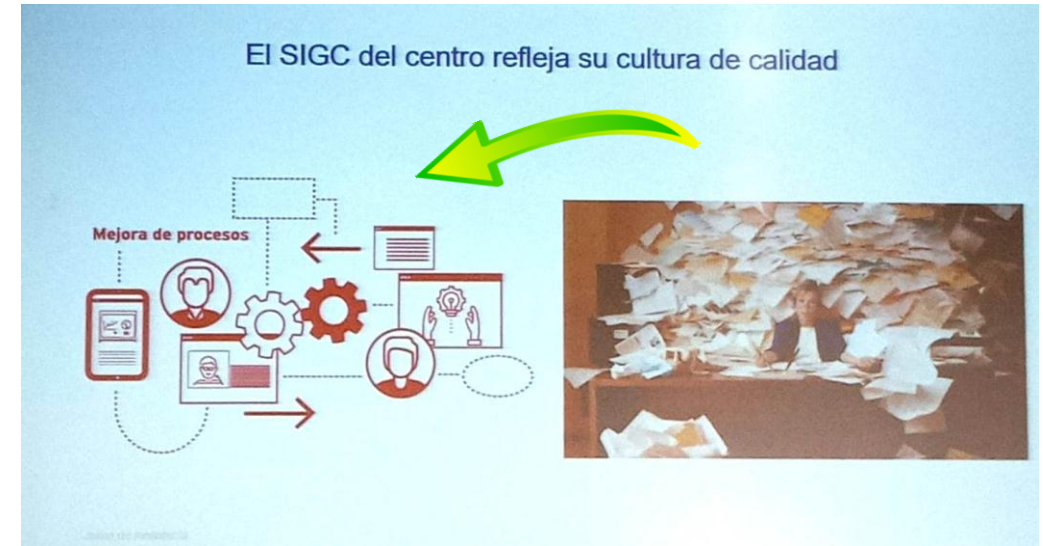 El SIGC del centro refleja su cultura de calidad
Mejora de procesos